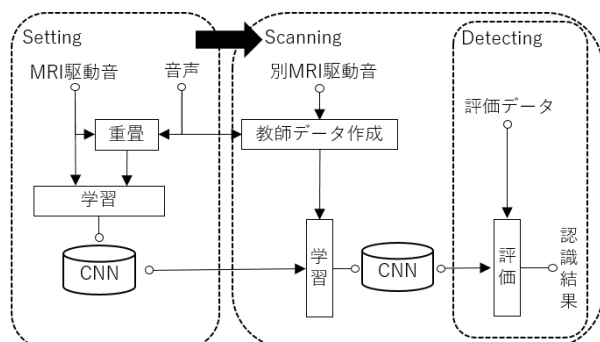 Setting
Scanning
Detecting
MRI駆動音
音声
別MRI駆動音
評価データ
重畳
教師データ作成
学習
学習
CNN
CNN
評価
認識結果